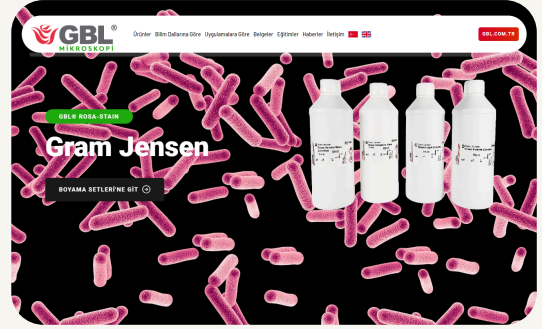 GBL®
MİKROSKOPİ
Ürünler Bilim Dallarına Göre Uygulamalara Göre Belgeler Eğitimler Haberler İletişim
GBL.COM.TR
GBL® ROSA-STAIN
Gram Jensen
BOYAMA SETLERİ'NE GİT